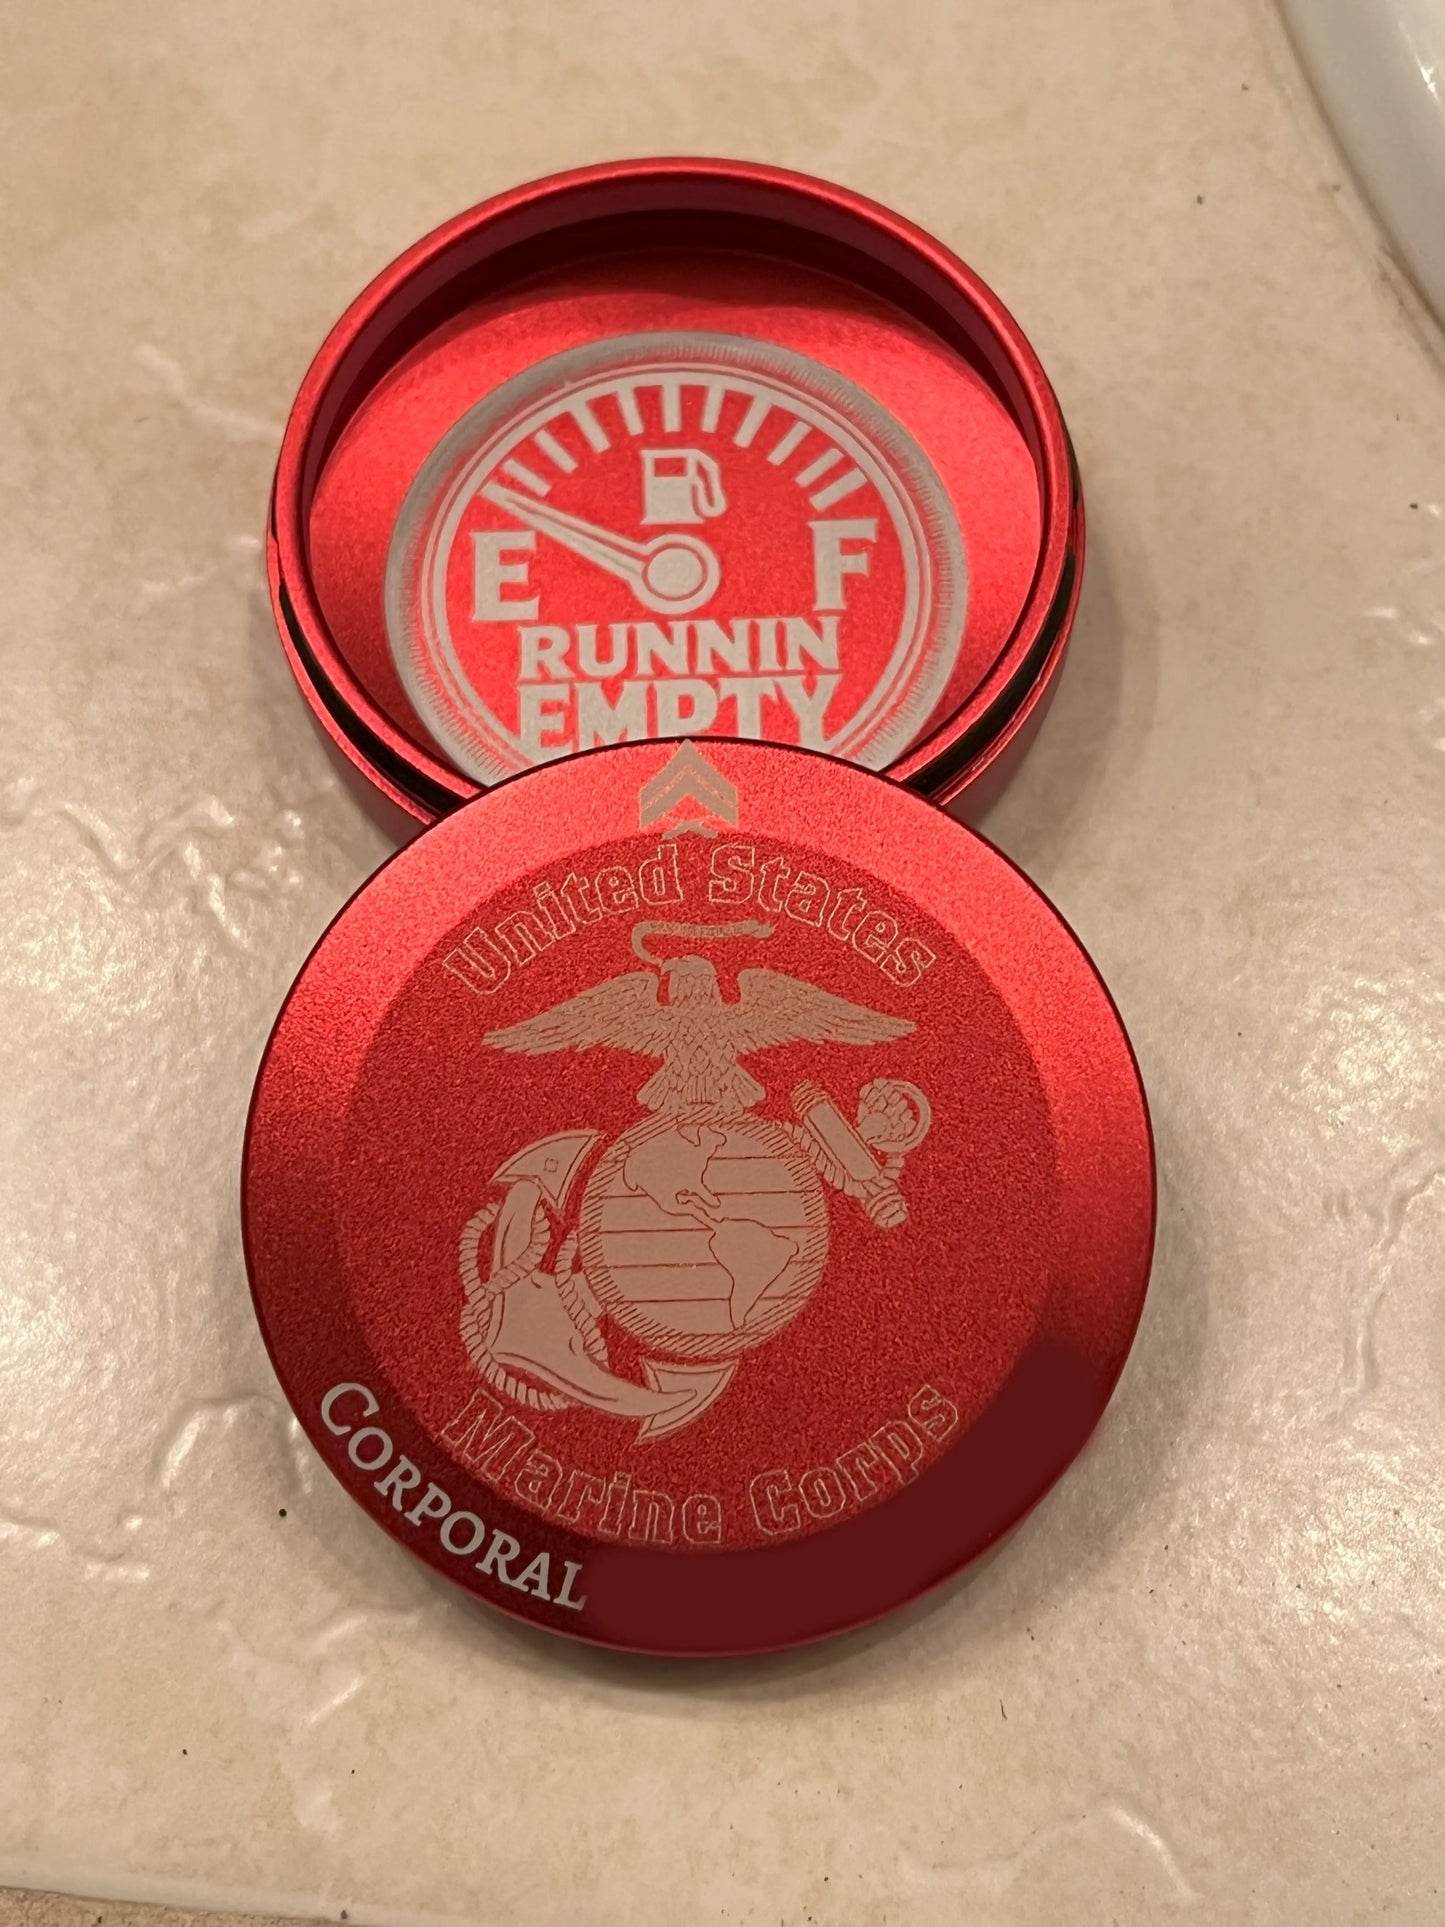 E F
RUNNIN
EMPTY
United States
Marine Corps
CORPORAL